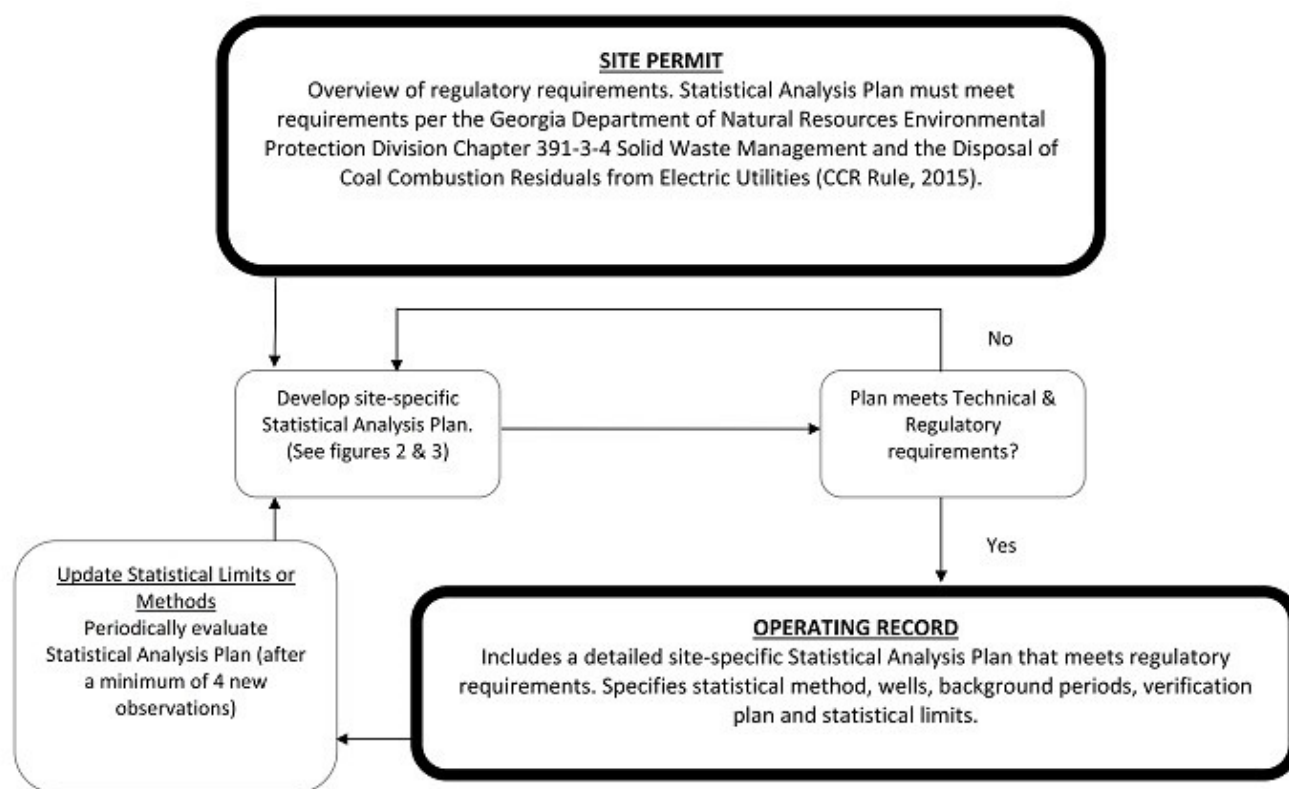 SITE PERMIT
Overview of regulatory requirements. Statistical Analysis Plan must meet
requirements per the Georgia Department of Natural Resources Environmental
Protection Division Chapter 391-3-4 Solid Waste Management and the Disposal of
Coal Combustion Residuals from Electric Utilities (CCR Rule, 2015).
No
Develop site-specific
Statistical Analysis Plan.
(See figures 2 & 3)
Plan meets Technical &
Regulatory
requirements?
Yes
Update Statistical Limits or
Methods
Periodically evaluate
Statistical Analysis Plan (after
a minimum of 4 new
observations)
OPERATING RECORD
Includes a detailed site-specific Statistical Analysis Plan that meets regulatory
requirements. Specifies statistical method, wells, background periods, verification
plan and statistical limits.